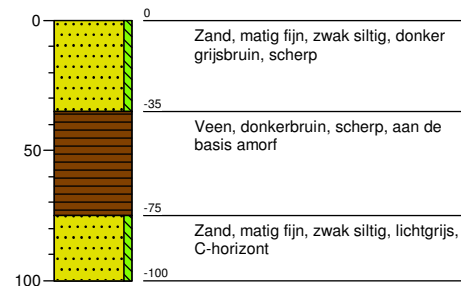 0
0
Zand, matig fijn, zwak siltig, donker
grijsbruin, scherp
-35
Veen, donkerbruin, scherp, aan de
basis amorf
50
-75
Zand, matig fijn, zwak siltig, lichtgrijs,
C-horizont
100
-100